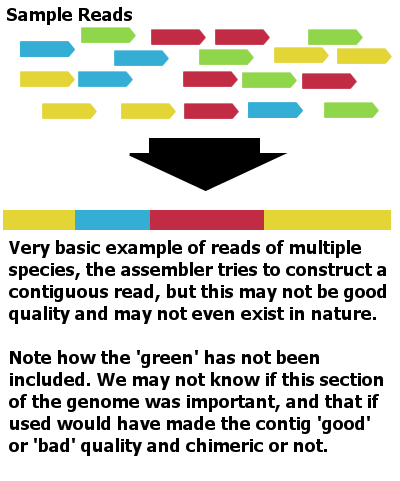 Sample Reads
Very basic example of reads of multiple
species, the assembler tries to construct a
contiguous read, but this may not be good
quality and may not even exist in nature.
Note how the 'green' has not been
included. We may not know if this section
of the genome was important, and that if
used would have made the contig 'good'
or 'bad' quality and chimeric or not.